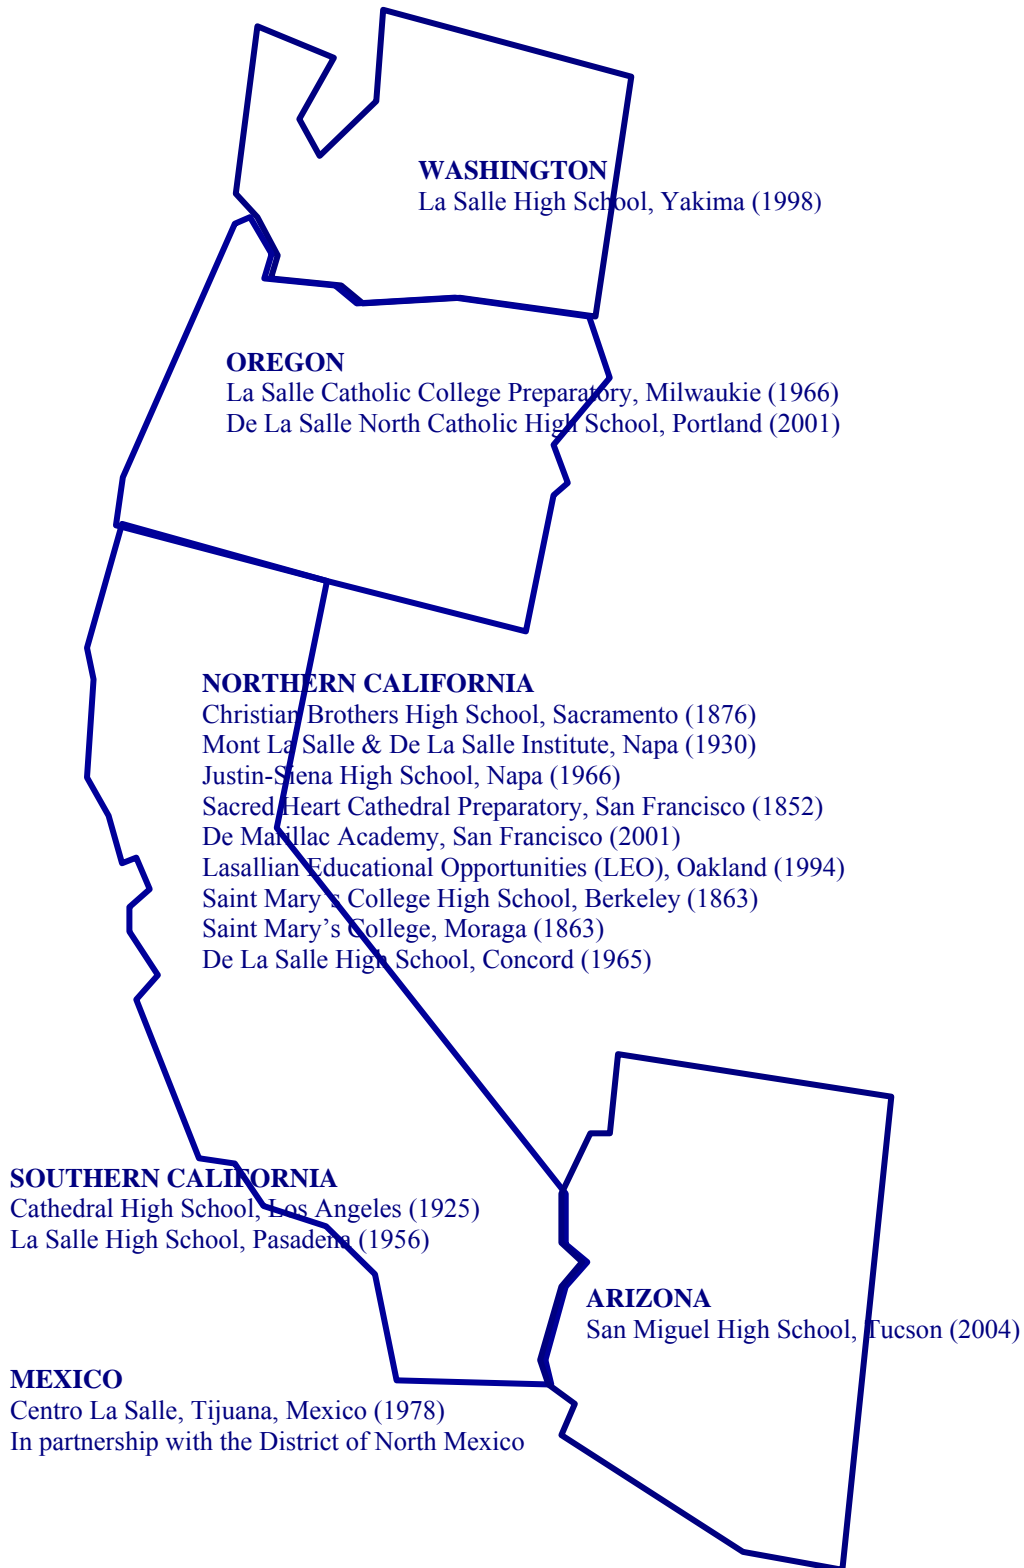 WASHINGTON
La Salle High School, Yakima (1998)
OREGON
La Salle Catholic College Preparatory, Milwaukie (1966)
De La Salle North Catholic High School, Portland (2001)
NORTHERN CALIFORNIA
Christian Brothers High School, Sacramento (1876)
Mont La Salle & De La Salle Institute, Napa (1930)
Justin-Siena High School, Napa (1966)
Sacred Heart Cathedral Preparatory, San Francisco (1852)
De Marillac Academy, San Francisco (2001)
Lasallian Educational Opportunities (LEO), Oakland (1994)
Saint Mary’s College High School, Berkeley (1863)
Saint Mary’s College, Moraga (1863)
De La Salle High School, Concord (1965)
SOUTHERN CALIFORNIA
Cathedral High School, Los Angeles (1925)
La Salle High School, Pasadena (1956)
ARIZONA
San Miguel High School, Tucson (2004)
MEXICO
Centro La Salle, Tijuana, Mexico (1978)
In partnership with the District of North Mexico